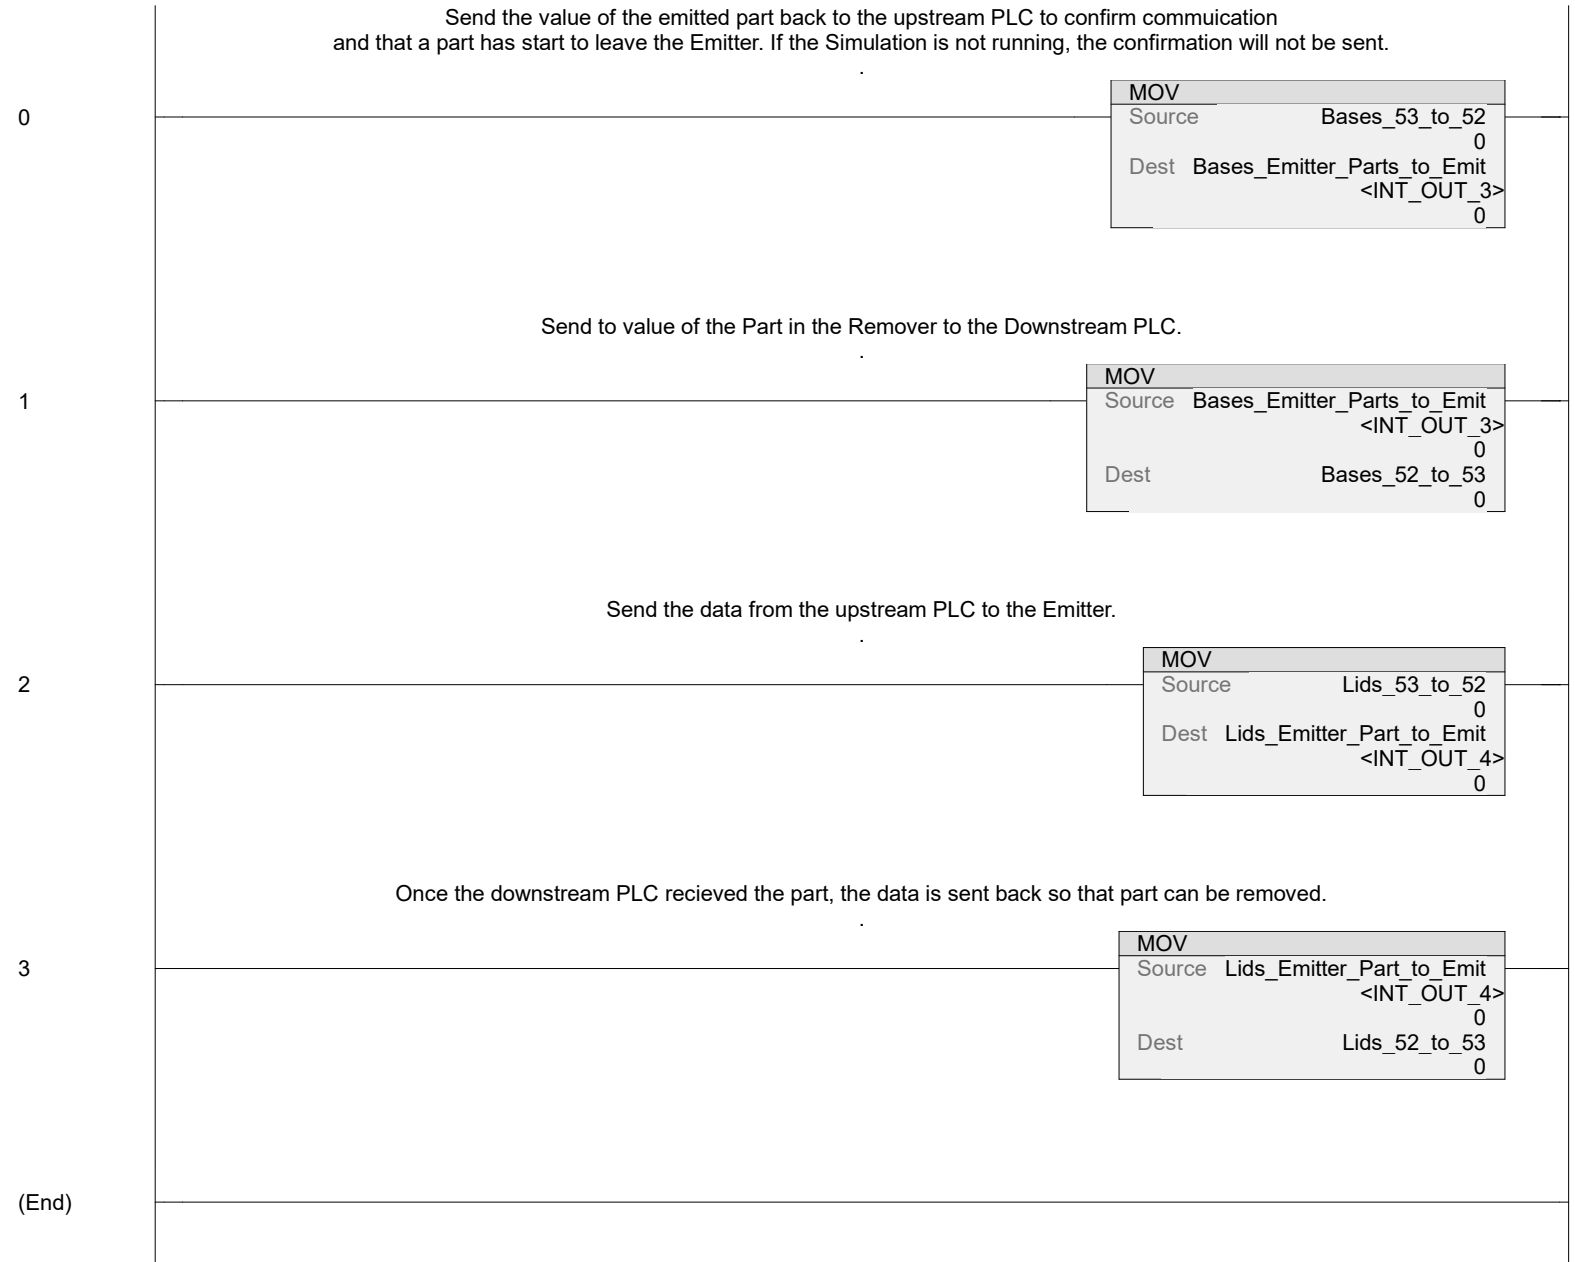 Send the value of the emitted part back to the upstream PLC to confirm commuication
and that a part has start to leave the Emitter. If the Simulation is not running, the confirmation will not be sent.
.
0
MOV
Source Bases_53_to_52
0
Dest Bases_Emitter_Parts_to_Emit
<INT_OUT_3>
0
Send to value of the Part in the Remover to the Downstream PLC.
.
1
MOV
Source Bases_Emitter_Parts_to_Emit
<INT_OUT_3>
0
Dest Bases_52_to_53
0
Send the data from the upstream PLC to the Emitter.
.
2
MOV
Source Lids_53_to_52
0
Dest Lids_Emitter_Part_to_Emit
<INT_OUT_4>
0
Once the downstream PLC recieved the part, the data is sent back so that part can be removed.
.
3
MOV
Source Lids_Emitter_Part_to_Emit
<INT_OUT_4>
0
Dest Lids_52_to_53
0
(End)